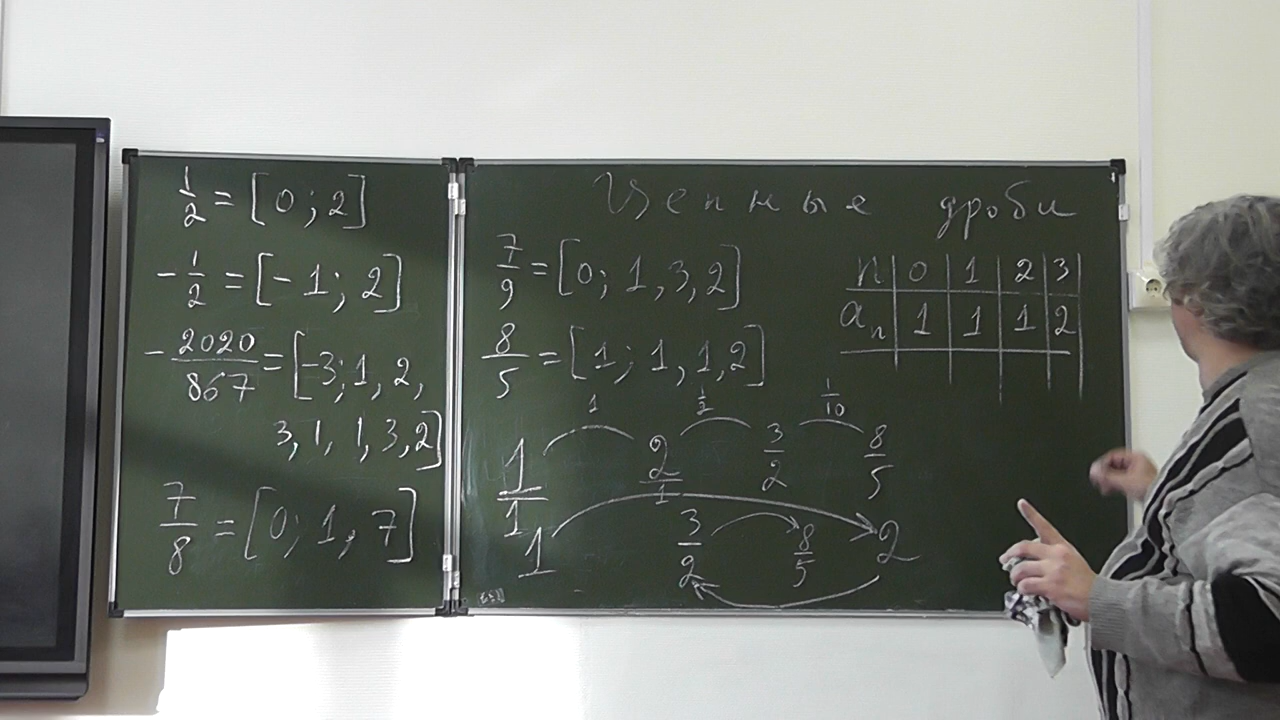 1/2 = [0; 2]
- 1/2 = [-1; 2]
- 2020/867 = [-3; 1, 2,
3, 1, 1, 3, 2]
7/8 = [0; 1, 7]
Цепные дроби
7/9 = [0; 1, 3, 2]
8/5 = [1; 1, 1, 2]
n 0 1 2 3
aₙ 1 1 1 2
1 1/2 1/10
1/1 2/1 3/2 8/5
1 3/2 8/5 2